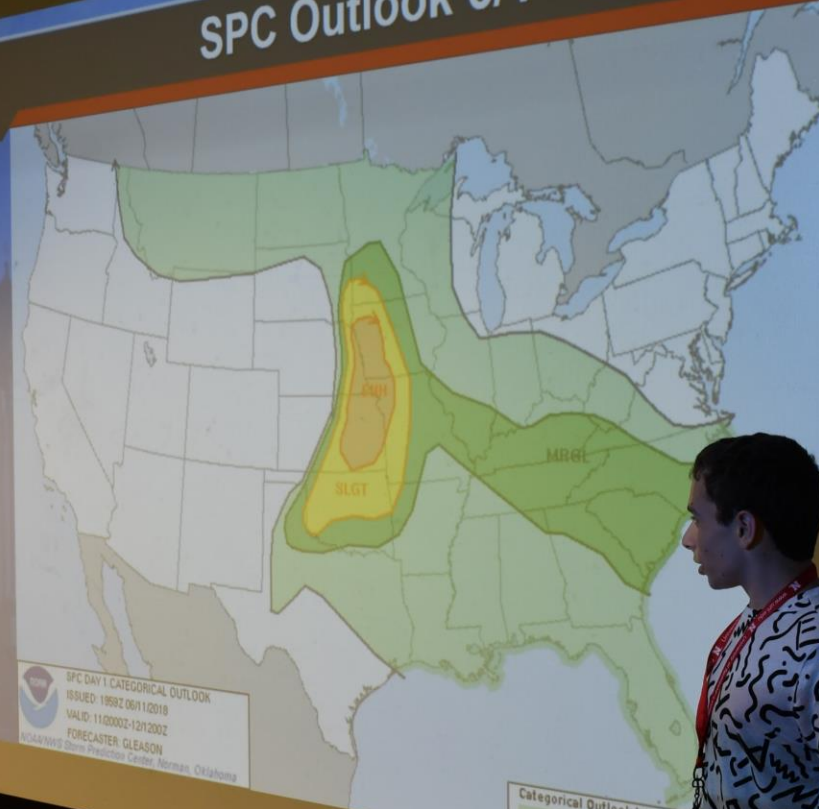 SPC Outlook
ENH
MRGL
SLGT
SPC DAY 1 CATEGORICAL OUTLOOK
ISSUED: 1959Z 06/11/2018
VALID: 11/2000Z-12/1200Z
FORECASTER: GLEASON
NOAA/NWS Storm Prediction Center, Norman, Oklahoma
Categorical Outlook